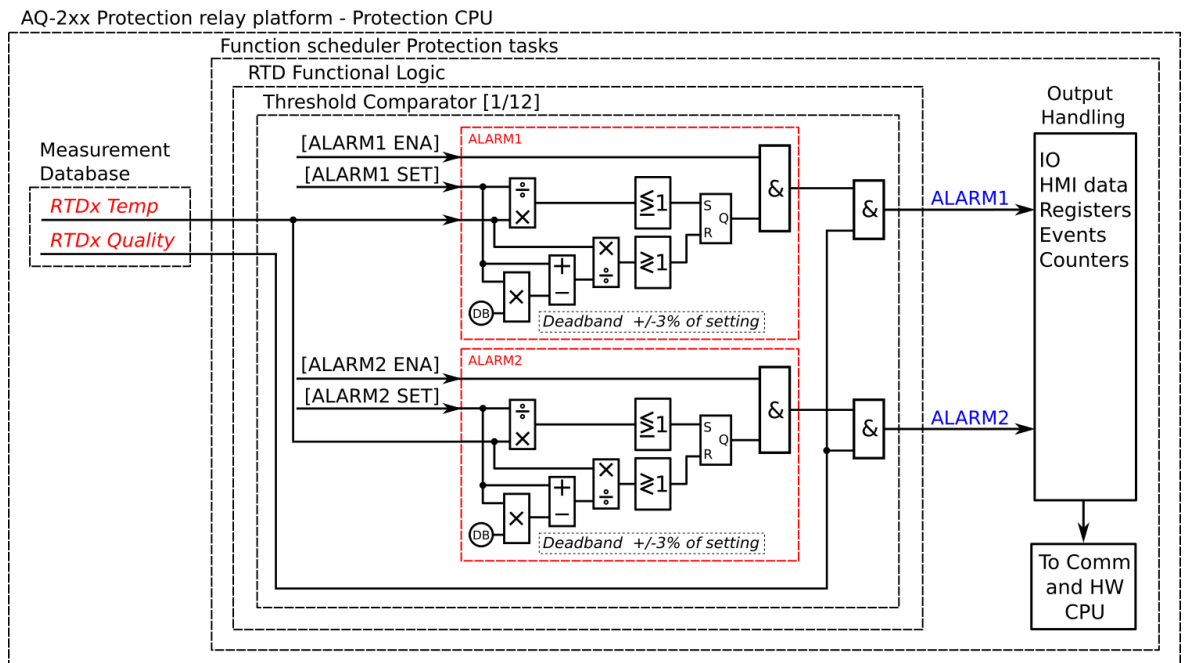 AQ-2xx Protection relay platform - Protection CPU
Function scheduler Protection tasks
RTD Functional Logic
Threshold Comparator [1/12]
Measurement
Database
RTDx Temp
RTDx Quality
[ALARM1 ENA]
[ALARM1 SET]
ALARM1
÷
×
≦1
S
R
Q
&
&
×
÷
≷1
+
−
×
DB
Deadband +/-3% of setting
ALARM1
[ALARM2 ENA]
[ALARM2 SET]
ALARM2
÷
×
≦1
S
R
Q
&
&
×
÷
≷1
+
−
×
DB
Deadband +/-3% of setting
ALARM2
Output
Handling
IO
HMI data
Registers
Events
Counters
To Comm
and HW
CPU